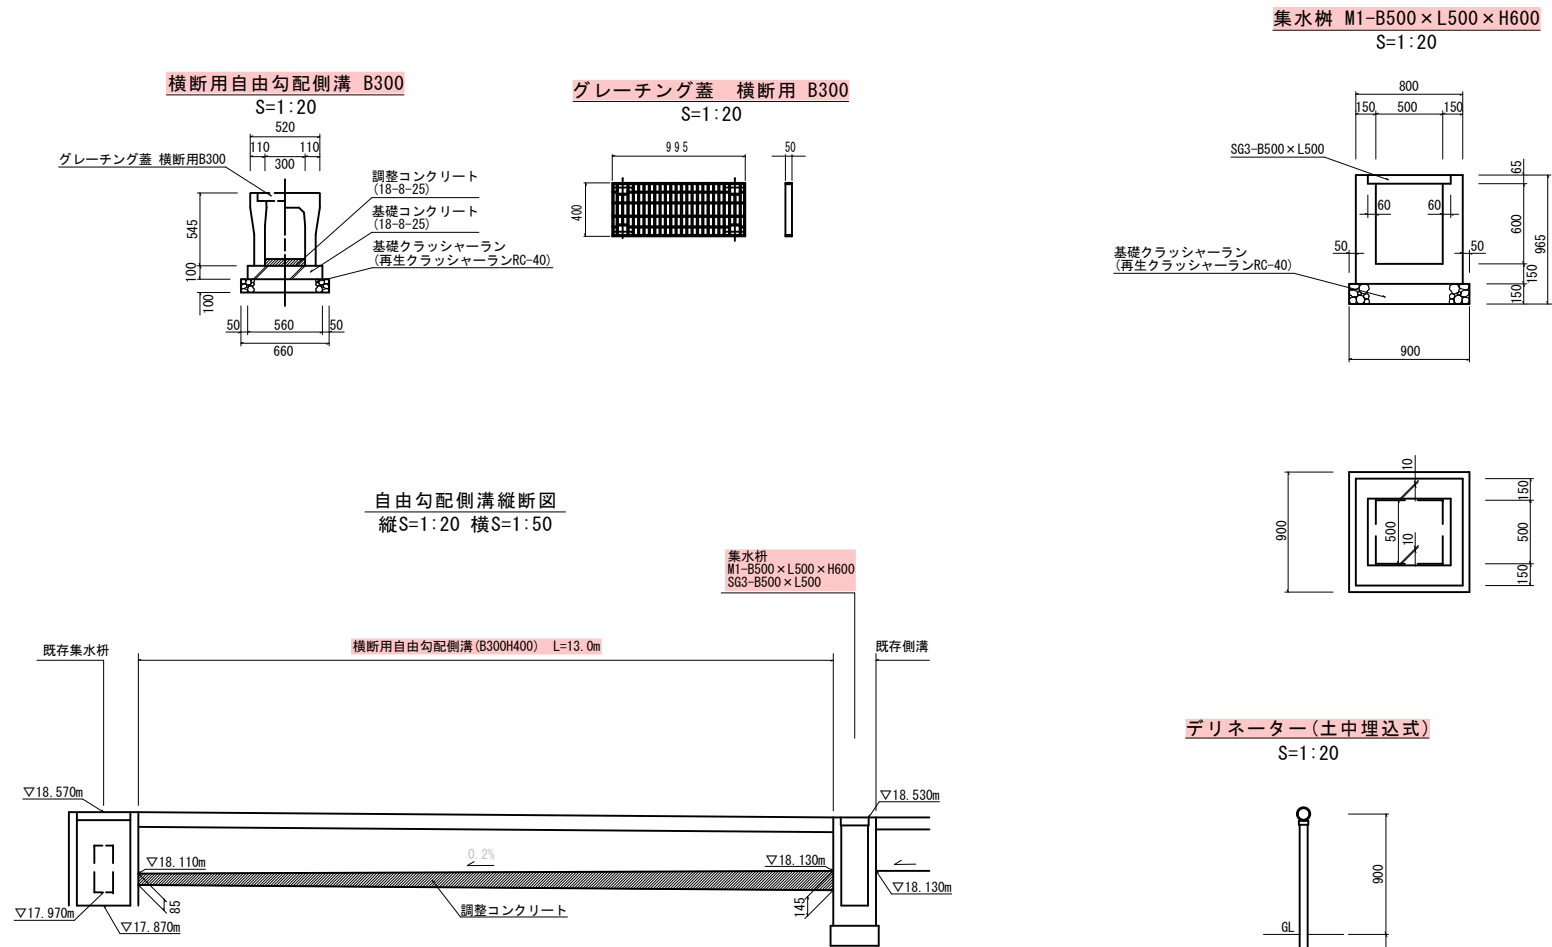 横断用自由勾配側溝 B300
S=1:20
520
110
110
300
グレーチング蓋 横断用B300
調整コンクリート
(18-8-25)
基礎コンクリート
(18-8-25)
基礎クラッシャーラン
(再生クラッシャーランRC-40)
545
100
100
50
560
50
660
グレーチング蓋 横断用 B300
S=1:20
995
50
400
集水桝 M1-B500×L500×H600
S=1:20
800
150
500
150
SG3-B500×L500
65
60
60
600
965
50
50
基礎クラッシャーラン
(再生クラッシャーランRC-40)
150
150
900
10
150
900
500
10
500
150
自由勾配側溝縦断図
縦S=1:20 横S=1:50
集水枡
M1-B500×L500×H600
SG3-B500×L500
既存集水枡
横断用自由勾配側溝(B300H400) L=13.0m
既存側溝
▽18.570m
▽18.530m
▽18.110m
0.2%
▽18.130m
▽18.130m
▽17.970m
85
調整コンクリート
145
▽17.870m
デリネーター(土中埋込式)
S=1:20
900
GL